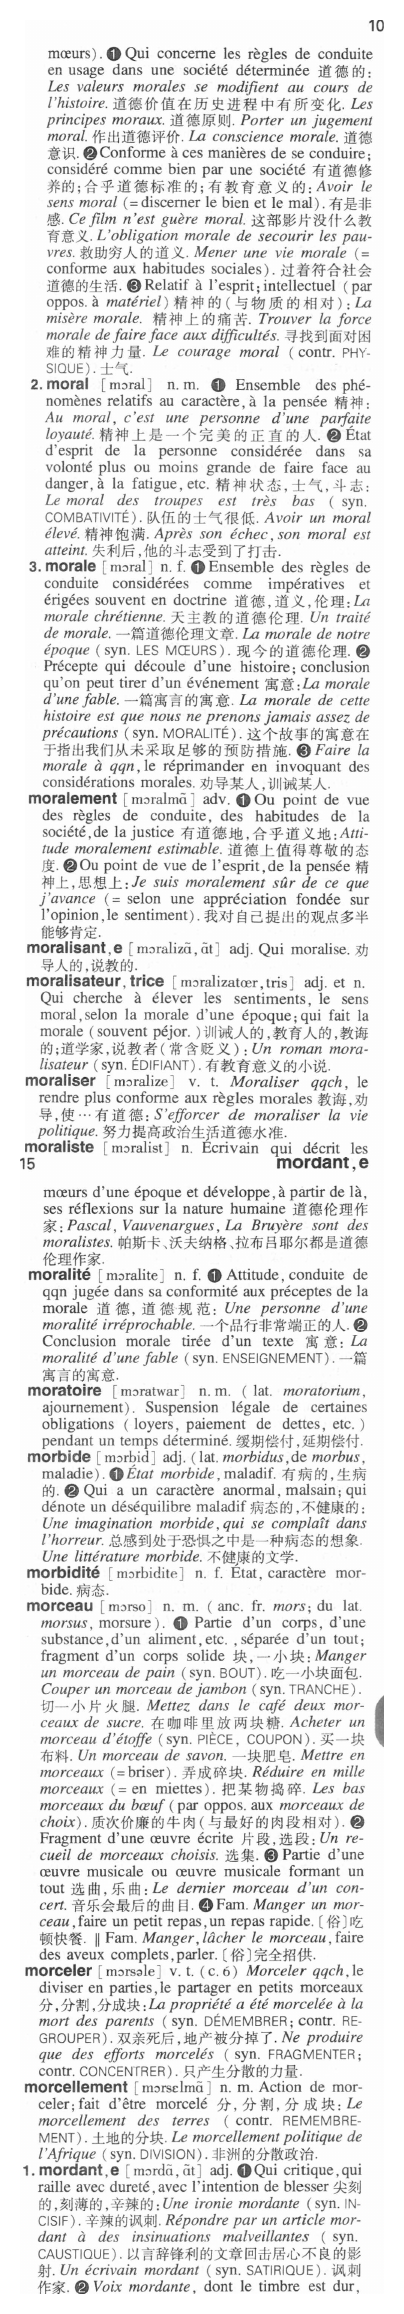 10
mœurs). ❶ Qui concerne les règles de conduite
en usage dans une société déterminée 道德的:
Les valeurs morales se modifient au cours de
l'histoire. 道德价值在历史进程中有所变化. Les
principes moraux. 道德原则. Porter un jugement
moral. 作出道德评价. La conscience morale. 道德
意识. ❷ Conforme à ces manières de se conduire;
considéré comme bien par une société 有道德修
养的;合乎道德标准的;有教育意义的: Avoir le
sens moral (= discerner le bien et le mal). 有是非
感. Ce film n'est guère moral. 这部影片没什么教
育意义. L'obligation morale de secourir les pau-
vres. 救助穷人的道义. Mener une vie morale (=
conforme aux habitudes sociales). 过着符合社会
道德的生活. ❸ Relatif à l'esprit; intellectuel (par
oppos. à matériel) 精神的(与物质的相对): La
misère morale. 精神上的痛苦. Trouver la force
morale de faire face aux difficultés. 寻找到面对困
难的精神力量. Le courage moral (contr. PHY-
SIQUE). 士气.
2. moral [mɔral] n. m. ❶ Ensemble des phé-
nomènes relatifs au caractère, à la pensée 精神:
Au moral, c'est une personne d'une parfaite
loyauté. 精神上是一个完美的正直的人. ❷ État
d'esprit de la personne considérée dans sa
volonté plus ou moins grande de faire face au
danger, à la fatigue, etc. 精神状态,士气,斗志:
Le moral des troupes est très bas (syn.
COMBATIVITÉ). 队伍的士气很低. Avoir un moral
élevé. 精神饱满. Après son échec, son moral est
atteint. 失利后,他的斗志受到了打击.
3. morale [mɔral] n. f. ❶ Ensemble des règles de
conduite considérées comme impératives et
érigées souvent en doctrine 道德,道义,伦理: La
morale chrétienne. 天主教的道德伦理. Un traité
de morale. 一篇道德伦理文章. La morale de notre
époque (syn. LES MŒURS). 现今的道德伦理. ❷
Précepte qui découle d'une histoire; conclusion
qu'on peut tirer d'un événement 寓意: La morale
d'une fable. 一篇寓言的寓意. La morale de cette
histoire est que nous ne prenons jamais assez de
précautions (syn. MORALITÉ). 这个故事的寓意在
于指出我们从未采取足够的预防措施. ❸ Faire la
morale à qqn, le réprimander en invoquant des
considérations morales. 劝导某人,训诫某人.
moralement [mɔralmɑ̃] adv. ❶ Ou point de vue
des règles de conduite, des habitudes de la
société, de la justice 有道德地,合乎道义地: Atti-
tude moralement estimable. 道德上值得尊敬的态
度. ❷ Ou point de vue de l'esprit, de la pensée 精
神上,思想上: Je suis moralement sûr de ce que
j'avance (= selon une appréciation fondée sur
l'opinion, le sentiment). 我对自己提出的观点多半
能够肯定.
moralisant, e [mɔralizɑ̃, ɑ̃t] adj. Qui moralise. 劝
导人的,说教的.
moralisateur, trice [mɔralizatœr, tris] adj. et n.
Qui cherche à élever les sentiments, le sens
moral, selon la morale d'une époque; qui fait la
morale (souvent péjor.) 训诫人的,教育人的,教诲
的;道学家,说教者(常含贬义): Un roman mora-
lisateur (syn. ÉDIFIANT). 有教育意义的小说.
moraliser [mɔralize] v. t. Moraliser qqch, le
rendre plus conforme aux règles morales 教诲,劝
导,使…有道德: S'efforcer de moraliser la vie
politique. 努力提高政治生活道德水准.
moraliste [mɔralist] n. Écrivain qui décrit les
15 mordant, e
mœurs d'une époque et développe, à partir de là,
ses réflexions sur la nature humaine 道德伦理作
家: Pascal, Vauvenargues, La Bruyère sont des
moralistes. 帕斯卡、沃夫纳格、拉布吕耶尔都是道德
伦理作家.
moralité [mɔralite] n. f. ❶ Attitude, conduite de
qqn jugée dans sa conformité aux préceptes de la
morale 道德,道德规范: Une personne d'une
moralité irréprochable. 一个品行非常端正的人. ❷
Conclusion morale tirée d'un texte 寓意: La
moralité d'une fable (syn. ENSEIGNEMENT). 一篇
寓言的寓意.
moratoire [mɔratwar] n. m. (lat. moratorium,
ajournement). Suspension légale de certaines
obligations (loyers, paiement de dettes, etc.)
pendant un temps déterminé. 缓期偿付,延期偿付.
morbide [mɔrbid] adj. (lat. morbidus, de morbus,
maladie). ❶ État morbide, maladif. 有病的,生病
的. ❷ Qui a un caractère anormal, malsain; qui
dénote un déséquilibre maladif 病态的,不健康的:
Une imagination morbide, qui se complaît dans
l'horreur. 总感到处于恐惧之中是一种病态的想象.
Une littérature morbide. 不健康的文学.
morbidité [mɔrbidite] n. f. État, caractère mor-
bide. 病态.
morceau [mɔrso] n. m. (anc. fr. mors; du lat.
morsus, morsure). ❶ Partie d'un corps, d'une
substance, d'un aliment, etc., séparée d'un tout;
fragment d'un corps solide 块,一小块: Manger
un morceau de pain (syn. BOUT). 吃一小块面包.
Couper un morceau de jambon (syn. TRANCHE).
切一小片火腿. Mettez dans le café deux mor-
ceaux de sucre. 在咖啡里放两块糖. Acheter un
morceau d'étoffe (syn. PIÈCE, COUPON). 买一块
布料. Un morceau de savon. 一块肥皂. Mettre en
morceaux (= briser). 弄成碎块. Réduire en mille
morceaux (= en miettes). 把某物捣碎. Les bas
morceaux du bœuf (par oppos. aux morceaux de
choix). 质次价廉的牛肉(与最好的肉段相对). ❷
Fragment d'une œuvre écrite 片段,选段: Un re-
cueil de morceaux choisis. 选集. ❸ Partie d'une
œuvre musicale ou œuvre musicale formant un
tout 选曲,乐曲: Le dernier morceau d'un con-
cert. 音乐会最后的曲目. ❹ Fam. Manger un mor-
ceau, faire un petit repas, un repas rapide. 〔俗〕吃
顿快餐. ‖ Fam. Manger, lâcher le morceau, faire
des aveux complets, parler. 〔俗〕完全招供.
morceler [mɔrsəle] v. t. (c. 6) Morceler qqch, le
diviser en parties, le partager en petits morceaux
分,分割,分成块: La propriété a été morcelée à la
mort des parents (syn. DÉMEMBRER; contr. RE-
GROUPER). 双亲死后,地产被分掉了. Ne produire
que des efforts morcelés (syn. FRAGMENTER;
contr. CONCENTRER). 只产生分散的力量.
morcellement [mɔrsɛlmɑ̃] n. m. Action de mor-
celer; fait d'être morcelé 分,分割,分成块: Le
morcellement des terres (contr. REMEMBRE-
MENT). 土地的分块. Le morcellement politique de
l'Afrique (syn. DIVISION). 非洲的分散政治.
1. mordant, e [mɔrdɑ̃, ɑ̃t] adj. ❶ Qui critique, qui
raille avec dureté, avec l'intention de blesser 尖刻
的,刻薄的,辛辣的: Une ironie mordante (syn. IN-
CISIF). 辛辣的讽刺. Répondre par un article mor-
dant à des insinuations malveillantes (syn.
CAUSTIQUE). 以言辞锋利的文章回击居心不良的影
射. Un écrivain mordant (syn. SATIRIQUE). 讽刺
作家. ❷ Voix mordante, dont le timbre est dur,